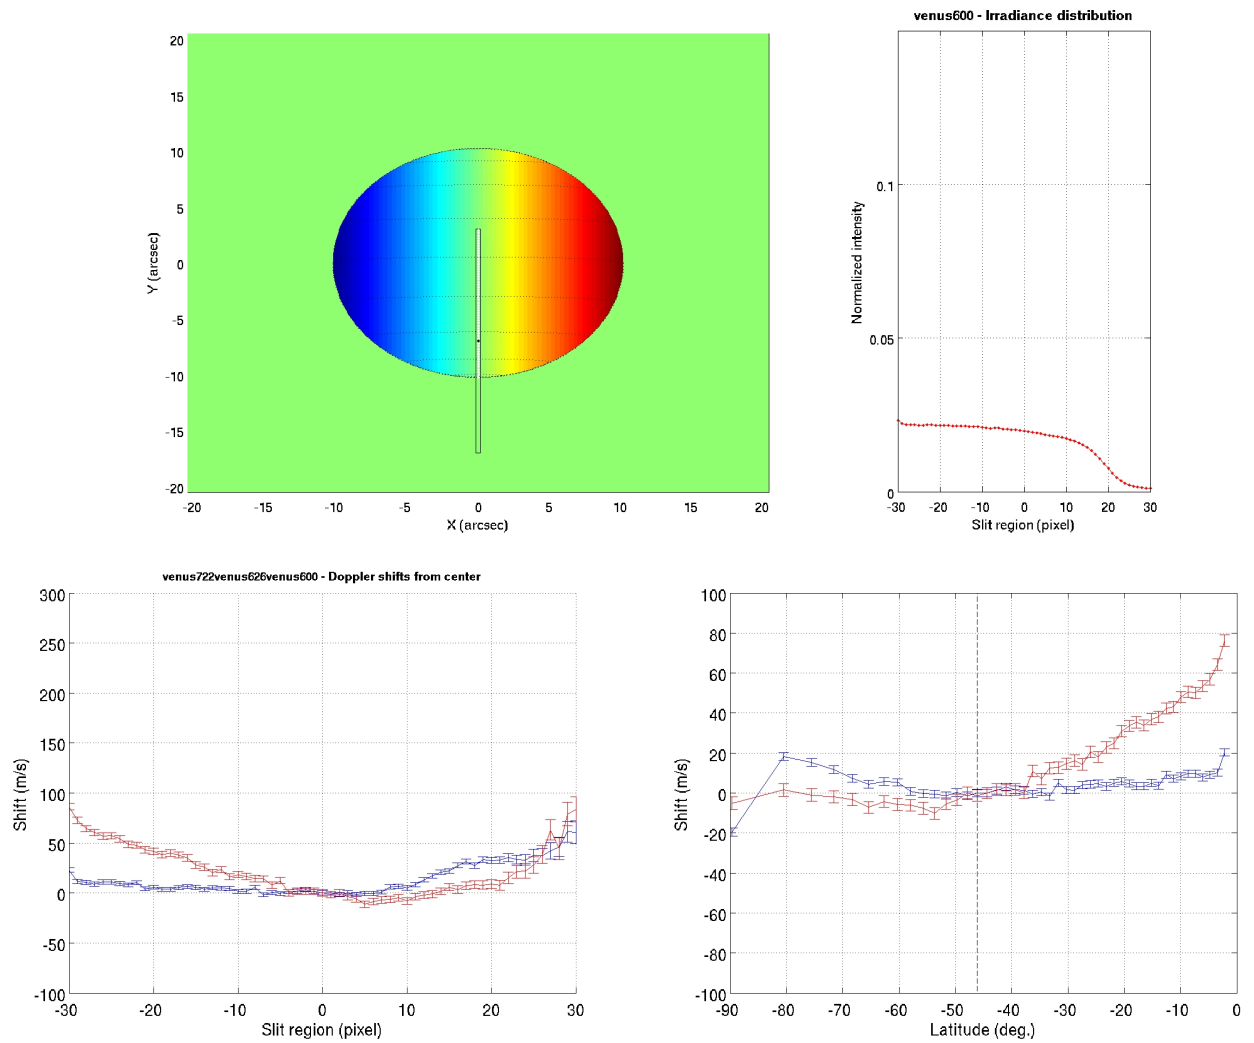 venus600 - Irradiance distribution
20
15
10
5
0
-5
-10
-15
-20
Y (arcsec)
-20 -15 -10 -5 0 5 10 15 20
X (arcsec)
0.1
0.05
0
Normalized intensity
-30 -20 -10 0 10 20 30
Slit region (pixel)
venus722venus626venus600 - Doppler shifts from center
300
250
200
150
100
50
0
-50
-100
Shift (m/s)
-30 -20 -10 0 10 20 30
Slit region (pixel)
100
80
60
40
20
0
-20
-40
-60
-80
-100
Shift (m/s)
-90 -80 -70 -60 -50 -40 -30 -20 -10 0
Latitude (deg.)